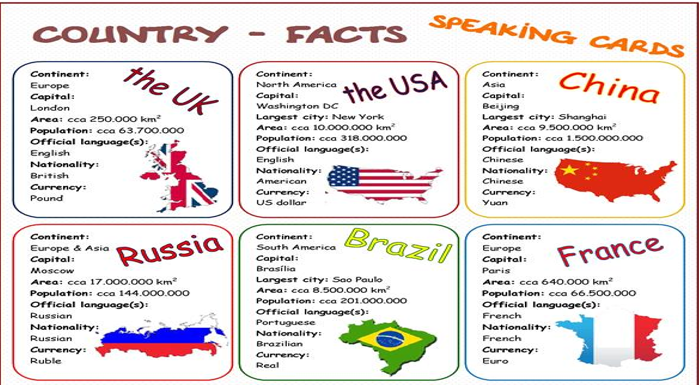 COUNTRY - FACTS
SPEAKING CARDS
the UK
Continent:
Europe
Capital:
London
Area: cca 250.000 km²
Population: cca 63.700.000
Official language(s):
English
Nationality:
British
Currency:
Pound
the USA
Continent:
North America
Capital:
Washington DC
Largest city: New York
Area: cca 10.000.000 km²
Population: cca 318.000.000
Official language(s):
English
Nationality:
American
Currency:
US dollar
China
Continent:
Asia
Capital:
Beijing
Largest city: Shanghai
Area: cca 9.500.000 km²
Population: cca 1.500.000.000
Official language(s):
Chinese
Nationality:
Chinese
Currency:
Yuan
Russia
Continent:
Europe & Asia
Capital:
Moscow
Area: cca 17.000.000 km²
Population: cca 144.000.000
Official language(s):
Russian
Nationality:
Russian
Currency:
Ruble
Brazil
Continent:
South America
Capital:
Brasília
Largest city: Sao Paulo
Area: cca 8.500.000 km²
Population: cca 201.000.000
Official language(s):
Portuguese
Nationality:
Brazilian
Currency:
Real
France
Continent:
Europe
Capital:
Paris
Area: cca 640.000 km²
Population: cca 66.500.000
Official language(s):
French
Nationality:
French
Currency:
Euro